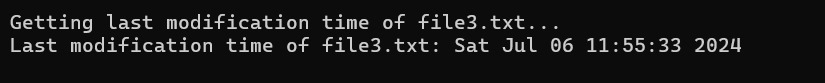 Getting last modification time of file3.txt...
Last modification time of file3.txt: Sat Jul 06 11:55:33 2024